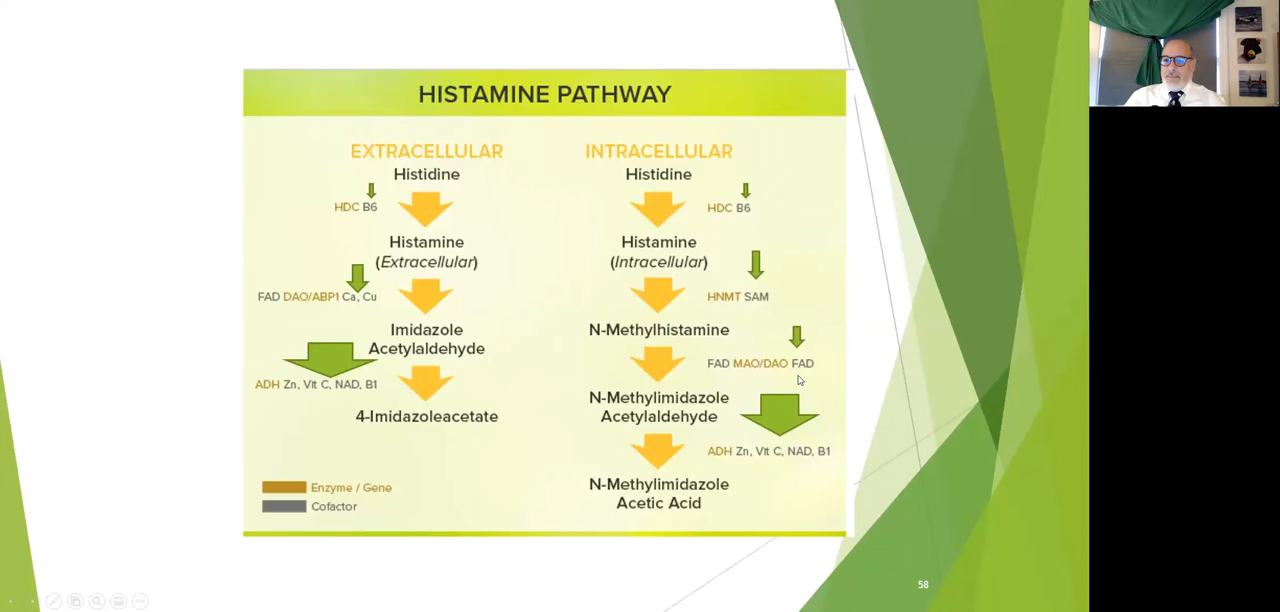 HISTAMINE PATHWAY
EXTRACELLULAR
Histidine
HDC B6
Histamine
(Extracellular)
FAD DAO/ABP1 Ca, Cu
Imidazole
Acetylaldehyde
ADH Zn, Vit C, NAD, B1
4-Imidazoleacetate
INTRACELLULAR
Histidine
HDC B6
Histamine
(Intracellular)
HNMT SAM
N-Methylhistamine
FAD MAO/DAO FAD
N-Methylimidazole
Acetylaldehyde
ADH Zn, Vit C, NAD, B1
N-Methylimidazole
Acetic Acid
Enzyme / Gene
Cofactor
58